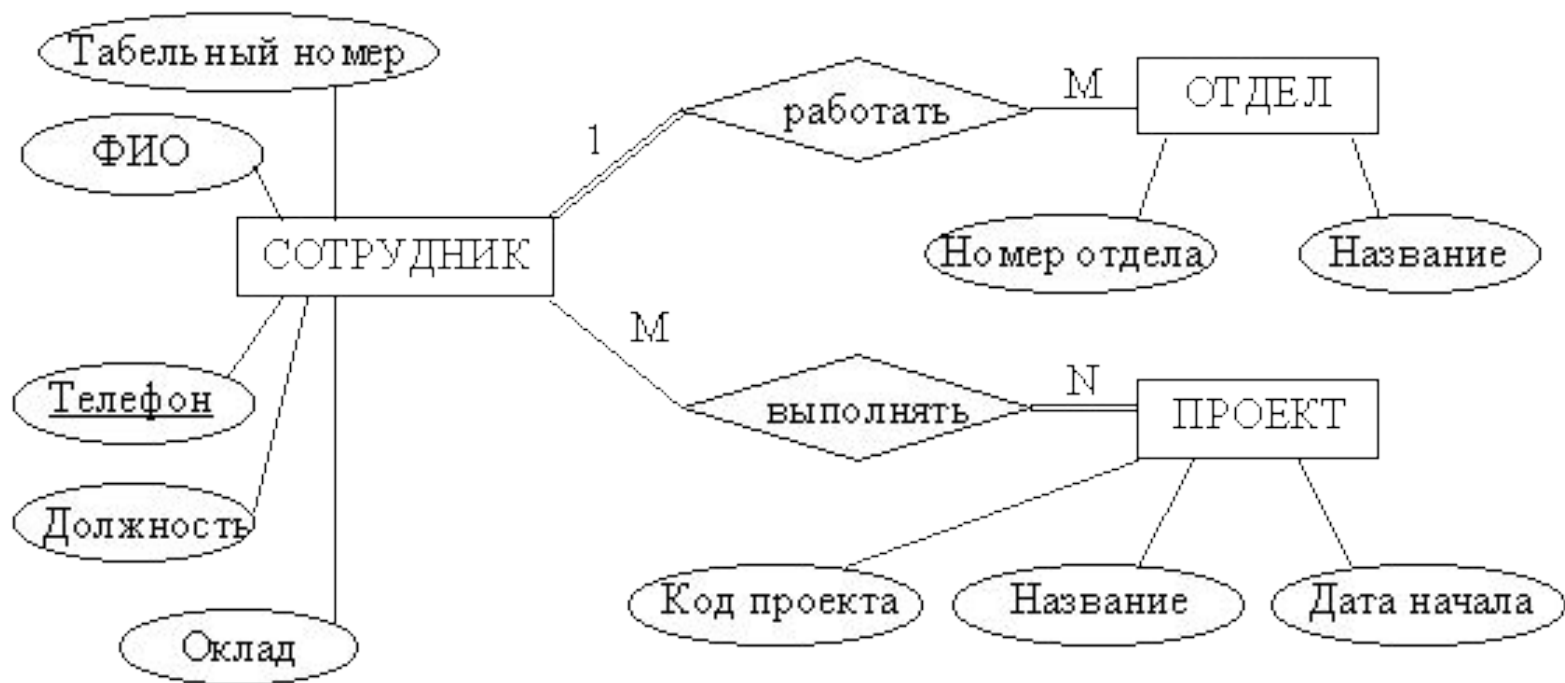 Табельный номер
ФИО
СОТРУДНИК
Телефон
Должность
Оклад
1
работать
M
ОТДЕЛ
Номер отдела
Название
M
выполнять
N
ПРОЕКТ
Код проекта
Название
Дата начала